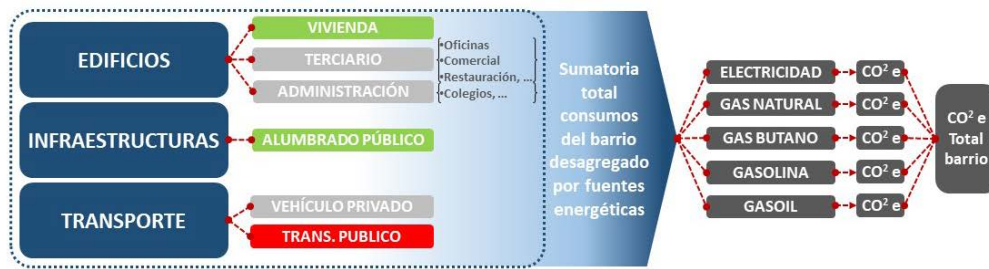 EDIFICIOS
VIVIENDA
TERCIARIO
ADMINISTRACIÓN
•Oficinas
•Comercial
•Restauración, ...
•Colegios, ...
INFRAESTRUCTURAS
ALUMBRADO PÚBLICO
TRANSPORTE
VEHÍCULO PRIVADO
TRANS. PUBLICO
Sumatoria
total
consumos
del barrio
desagregado
por fuentes
energéticas
ELECTRICIDAD
CO² e
GAS NATURAL
CO² e
GAS BUTANO
CO² e
GASOLINA
CO² e
GASOIL
CO² e
CO² e
Total
barrio